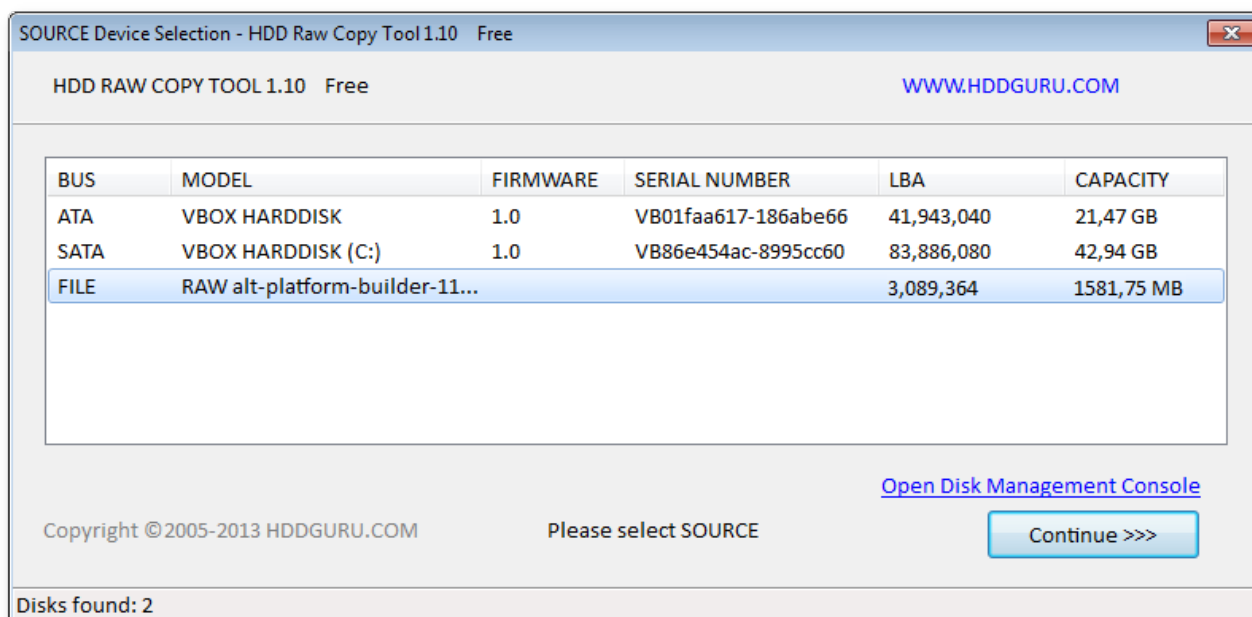 SOURCE Device Selection - HDD Raw Copy Tool 1.10 Free
HDD RAW COPY TOOL 1.10 Free WWW.HDDGURU.COM
BUS MODEL FIRMWARE SERIAL NUMBER LBA CAPACITY
ATA VBOX HARDDISK 1.0 VB01faa617-186abe66 41,943,040 21,47 GB
SATA VBOX HARDDISK (C:) 1.0 VB86e454ac-8995cc60 83,886,080 42,94 GB
FILE RAW alt-platform-builder-11... 3,089,364 1581,75 MB
Open Disk Management Console
Copyright ©2005-2013 HDDGURU.COM Please select SOURCE Continue >>>
Disks found: 2